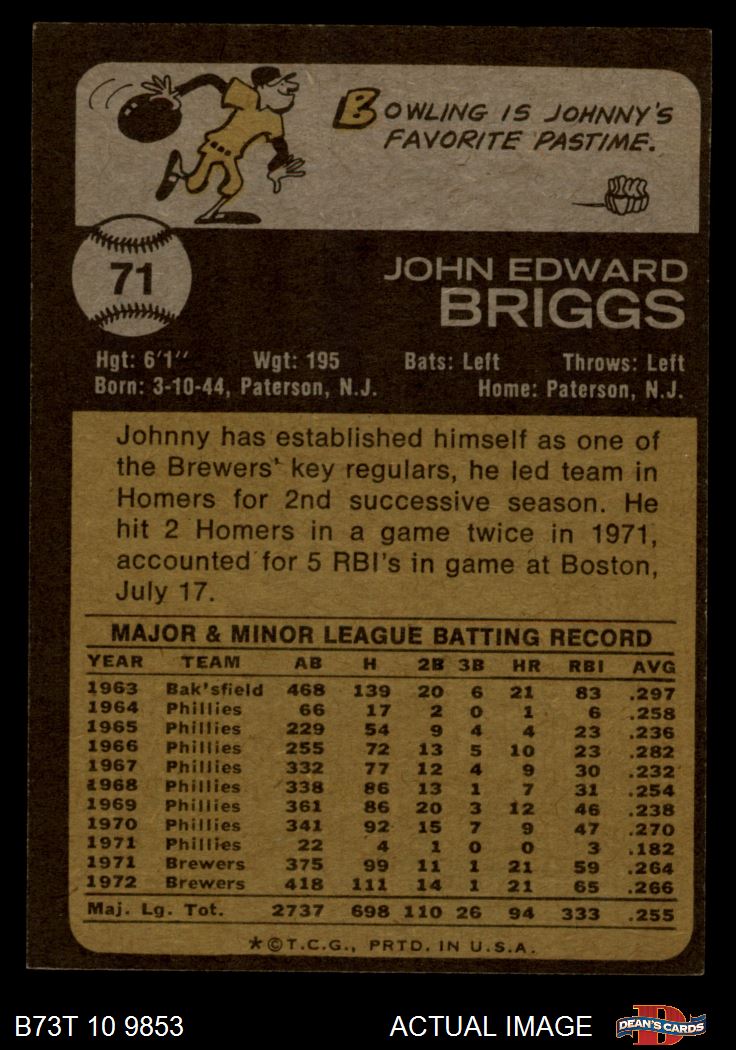 BOWLING IS JOHNNY'S
FAVORITE PASTIME.
71
JOHN EDWARD
BRIGGS
Hgt: 6'1" Wgt: 195 Bats: Left Throws: Left
Born: 3-10-44, Paterson, N.J. Home: Paterson, N.J.
Johnny has established himself as one of
the Brewers' key regulars, he led team in
Homers for 2nd successive season. He
hit 2 Homers in a game twice in 1971,
accounted for 5 RBI's in game at Boston,
July 17.
MAJOR & MINOR LEAGUE BATTING RECORD
YEAR TEAM AB H 2B 3B HR RBI AVG
1963 Bak'sfield 468 139 20 6 21 83 .297
1964 Phillies 66 17 2 0 1 6 .258
1965 Phillies 229 54 9 4 4 23 .236
1966 Phillies 255 72 13 5 10 23 .282
1967 Phillies 332 77 12 4 9 30 .232
1968 Phillies 338 86 13 1 7 31 .254
1969 Phillies 361 86 20 3 12 46 .238
1970 Phillies 341 92 15 7 9 47 .270
1971 Phillies 22 4 1 0 0 3 .182
1971 Brewers 375 99 11 1 21 59 .264
1972 Brewers 418 111 14 1 21 65 .266
Maj. Lg. Tot. 2737 698 110 26 94 333 .255
*©T.C.G., PRTD. IN U.S.A.
B73T 10 9853 ACTUAL IMAGE D DEAN'S CARDS